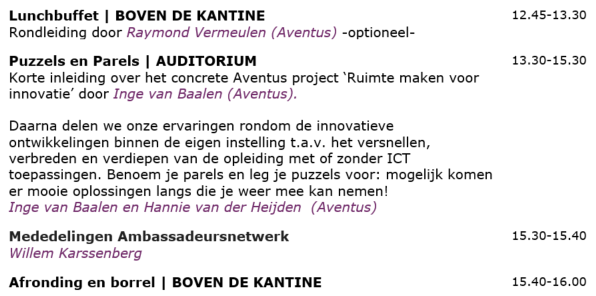 Lunchbuffet | BOVEN DE KANTINE 12.45-13.30
Rondleiding door Raymond Vermeulen (Aventus) -optioneel-
Puzzels en Parels | AUDITORIUM 13.30-15.30
Korte inleiding over het concrete Aventus project ‘Ruimte maken voor
innovatie’ door Inge van Baalen (Aventus).
Daarna delen we onze ervaringen rondom de innovatieve
ontwikkelingen binnen de eigen instelling t.a.v. het versnellen,
verbreden en verdiepen van de opleiding met of zonder ICT
toepassingen. Benoem je parels en leg je puzzels voor: mogelijk komen
er mooie oplossingen langs die je weer mee kan nemen!
Inge van Baalen en Hannie van der Heijden (Aventus)
Mededelingen Ambassadeursnetwerk 15.30-15.40
Willem Karssenberg
Afronding en borrel | BOVEN DE KANTINE 15.40-16.00